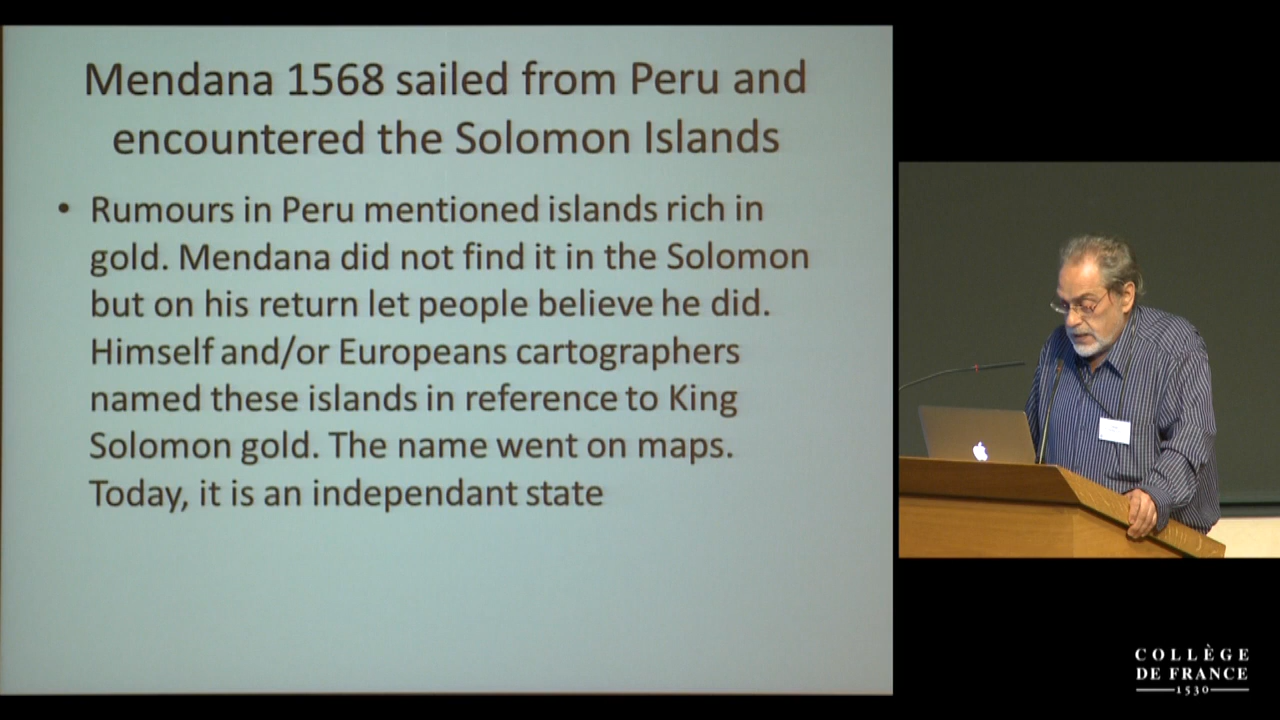 Mendana 1568 sailed from Peru and
encountered the Solomon Islands
• Rumours in Peru mentioned islands rich in
gold. Mendana did not find it in the Solomon
but on his return let people believe he did.
Himself and/or Europeans cartographers
named these islands in reference to King
Solomon gold. The name went on maps.
Today, it is an independant state
COLLÈGE
DE FRANCE
1530